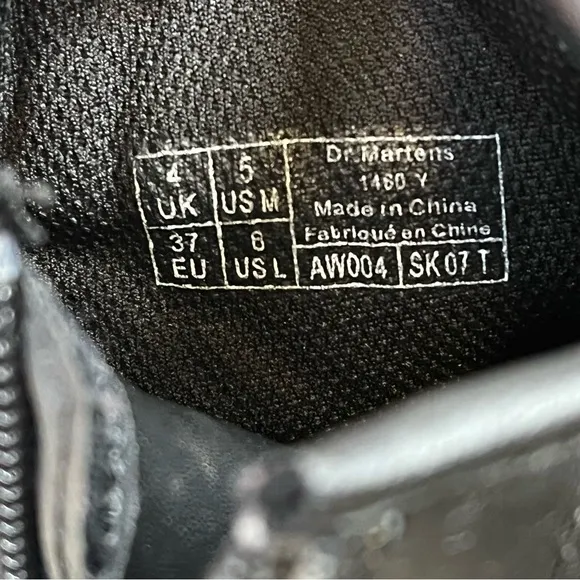 4 UK
5 US M
37 EU
6 US L
Dr. Martens
1460 Y
Made in China
Fabriqué en Chine
AW004 SK07 T